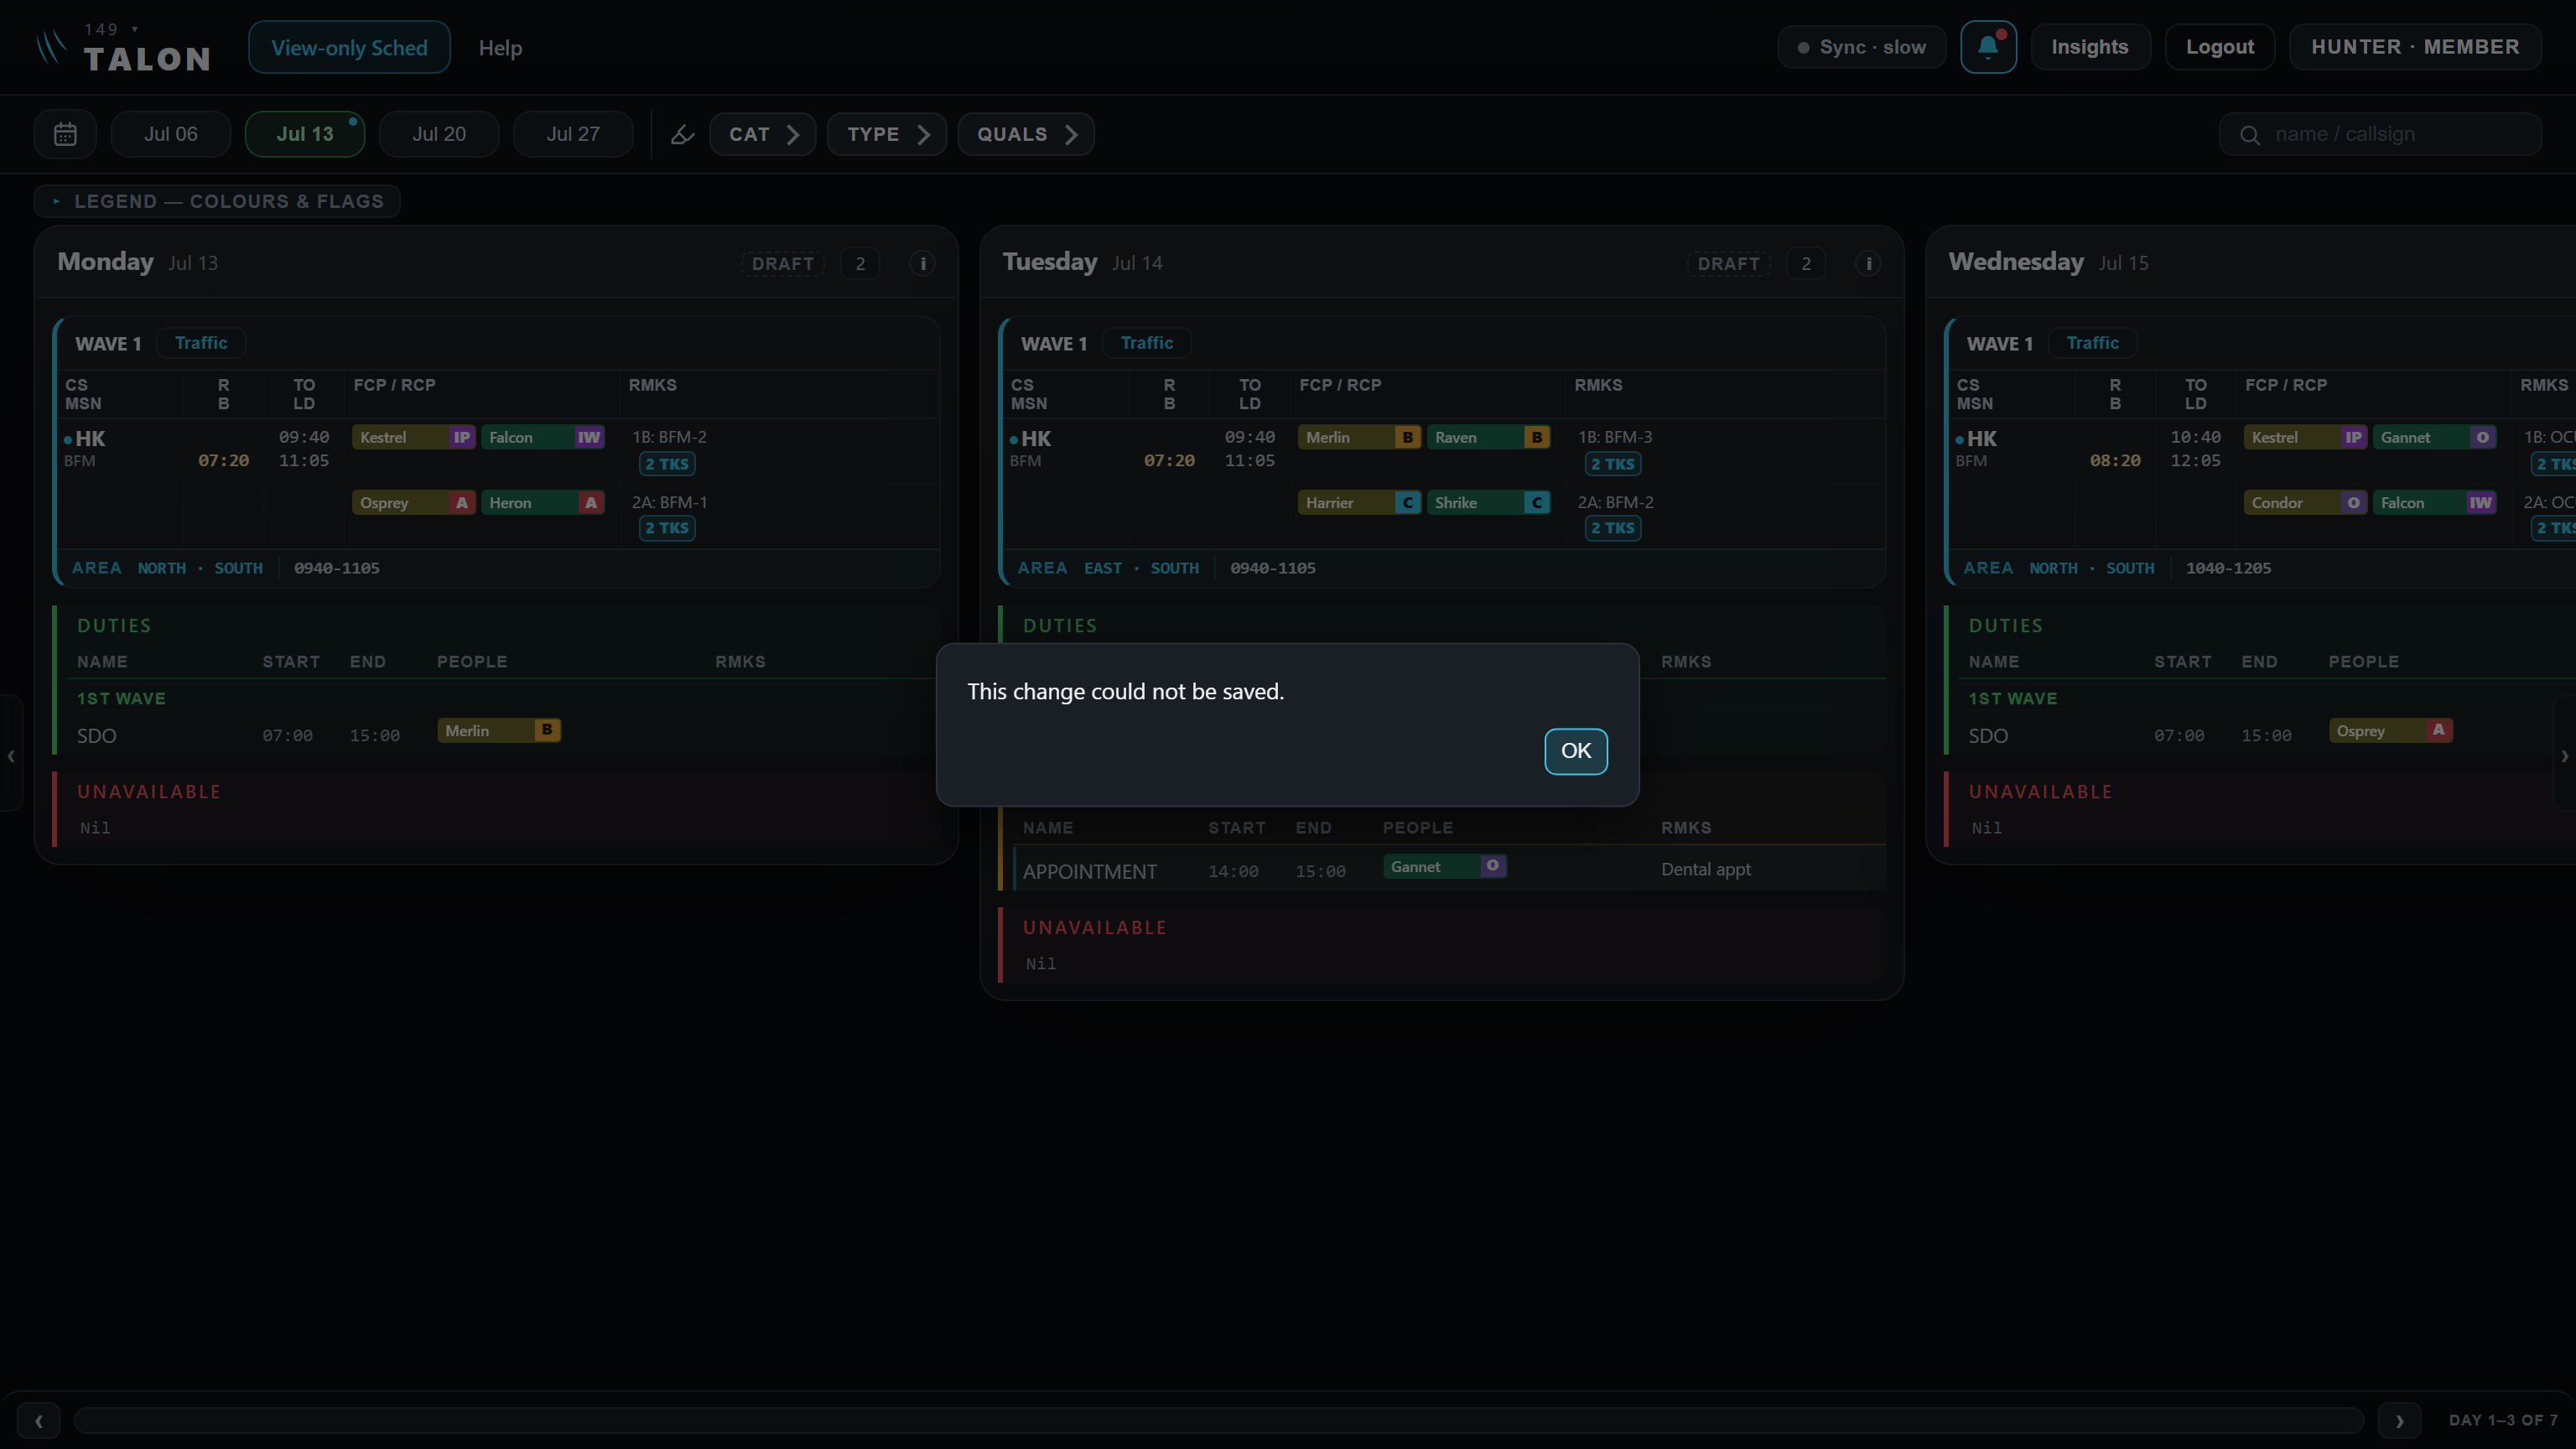 149 ▾
TALON
View-only Sched
Help
Sync · slow
Insights
Logout
HUNTER · MEMBER
Jul 06
Jul 13
Jul 20
Jul 27
CAT
TYPE
QUALS
name / callsign
LEGEND — COLOURS & FLAGS
Monday Jul 13
DRAFT
2
i
WAVE 1 Traffic
CS R TO FCP / RCP RMKS
MSN B LD
HK 09:40 Kestrel IP Falcon IW 1B: BFM-2
BFM 07:20 11:05 2 TKS
Osprey A Heron A 2A: BFM-1
2 TKS
AREA NORTH · SOUTH 0940-1105
DUTIES
NAME START END PEOPLE RMKS
1ST WAVE
SDO 07:00 15:00 Merlin B
UNAVAILABLE
Nil
Tuesday Jul 14
DRAFT
2
i
WAVE 1 Traffic
CS R TO FCP / RCP RMKS
MSN B LD
HK 09:40 Merlin B Raven B 1B: BFM-3
BFM 07:20 11:05 2 TKS
Harrier C Shrike C 2A: BFM-2
2 TKS
AREA EAST · SOUTH 0940-1105
DUTIES
RMKS
This change could not be saved.
OK
NAME START END PEOPLE RMKS
APPOINTMENT 14:00 15:00 Gannet O Dental appt
UNAVAILABLE
Nil
Wednesday Jul 15
WAVE 1 Traffic
CS R TO FCP / RCP RMKS
MSN B LD
HK 10:40 Kestrel IP Gannet O 1B:
BFM 08:20 12:05 2
Condor O Falcon IW 2A:
2
AREA NORTH · SOUTH 1040-1205
DUTIES
NAME START END PEOPLE
1ST WAVE
SDO 07:00 15:00 Osprey A
UNAVAILABLE
Nil
DAY 1–3 OF 7